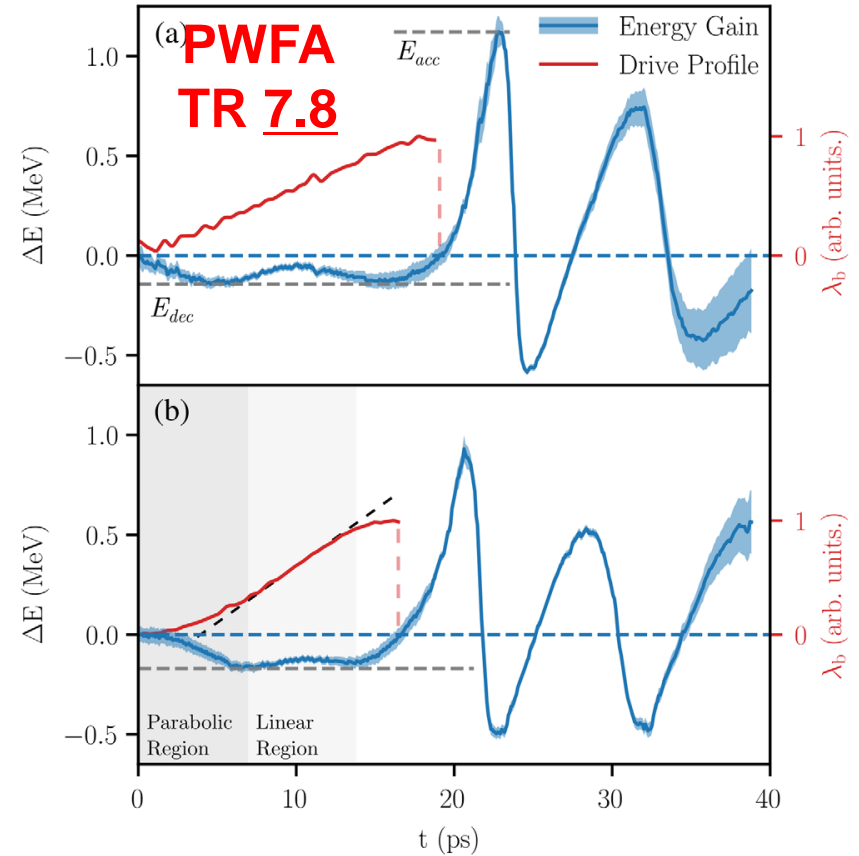 (a)
PWFA
TR 7.8
E_acc
Energy Gain
Drive Profile
1.0
0.5
0.0
−0.5
ΔE (MeV)
E_dec
1
0
λ_b (arb. units.)
(b)
1.0
0.5
0.0
−0.5
ΔE (MeV)
Parabolic
Region
Linear
Region
1
0
λ_b (arb. units.)
0
10
20
30
40
t (ps)